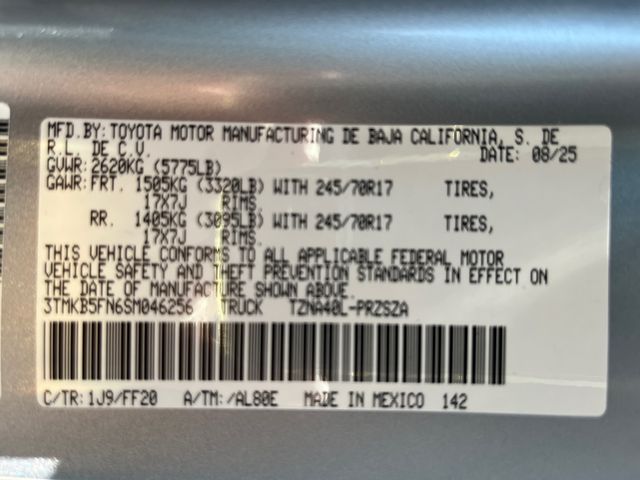 MFD.BY: TOYOTA MOTOR MANUFACTURING DE BAJA CALIFORNIA, S. DE
R.L. DE C.V. DATE: 08/25
GVWR: 2620KG (5775LB)
GAWR: FRT. 1505KG (3320LB) WITH 245/70R17 TIRES,
17X7J RIMS.
RR. 1405KG (3095LB) WITH 245/70R17 TIRES,
17X7J RIMS.
THIS VEHICLE CONFORMS TO ALL APPLICABLE FEDERAL MOTOR
VEHICLE SAFETY AND THEFT PREVENTION STANDARDS IN EFFECT ON
THE DATE OF MANUFACTURE SHOWN ABOVE.
3TMKB5FN6SM046256 TRUCK TZNA40L-PRZSZA
C/TR: 1J9/FF20 A/TM: /AL80E MADE IN MEXICO 142